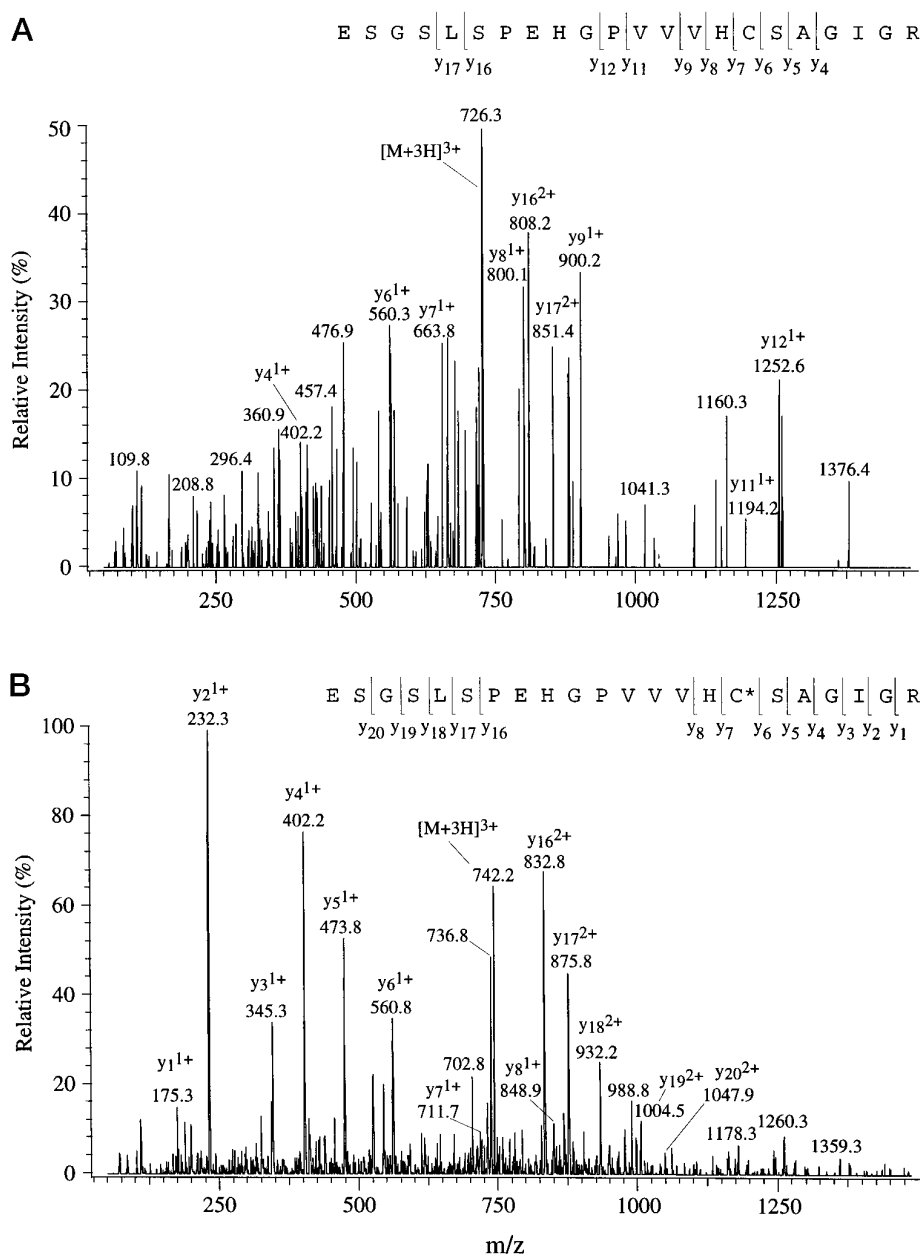 A
E S G S L S P E H G P V V V H C S A G I G R
y17 y16 y12 y11 y9 y8 y7 y6 y5 y4
726.3
[M+3H]3+
y16 2+
808.2
y9 1+
900.2
y8 1+
800.1
y6 1+
560.3
y7 1+
663.8
y17 2+
851.4
476.9
y12 1+
1252.6
y4 1+
457.4
360.9
402.2
1160.3
109.8
296.4
208.8
1041.3
y11 1+
1194.2
1376.4
Relative Intensity (%)
50
40
30
20
10
0
250 500 750 1000 1250
B
E S G S L S P E H G P V V V H C* S A G I G R
y20 y19 y18 y17 y16 y8 y7 y6 y5 y4 y3 y2 y1
y2 1+
232.3
y4 1+
402.2
[M+3H]3+
742.2
y16 2+
832.8
y5 1+
473.8
736.8
y17 2+
875.8
y3 1+
345.3
y6 1+
560.8
y18 2+
932.2
y1 1+
175.3
702.8
y7 1+
711.7
y8 1+
848.9
988.8
y19 2+
1004.5
y20 2+
1047.9
1178.3
1260.3
1359.3
Relative Intensity (%)
100
80
60
40
20
0
250 500 750 1000 1250
m/z